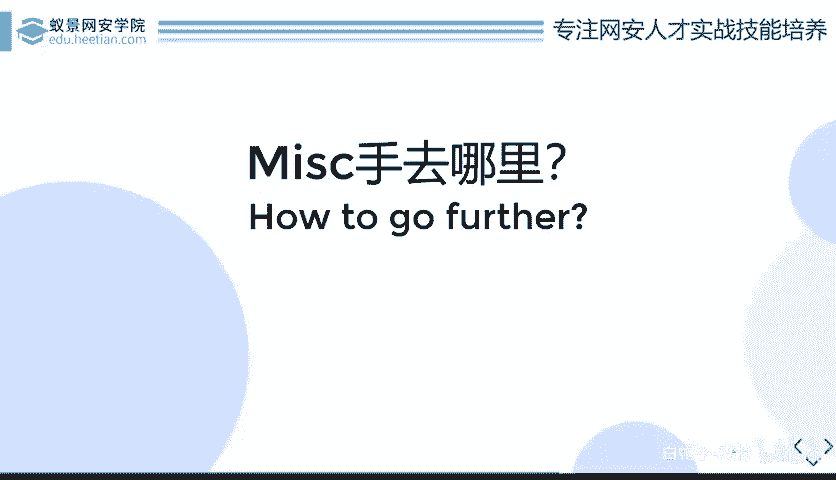 蚁景网安学院
edu.heetian.com
专注网安人才实战技能培养
Misc手去哪里？
How to go further?